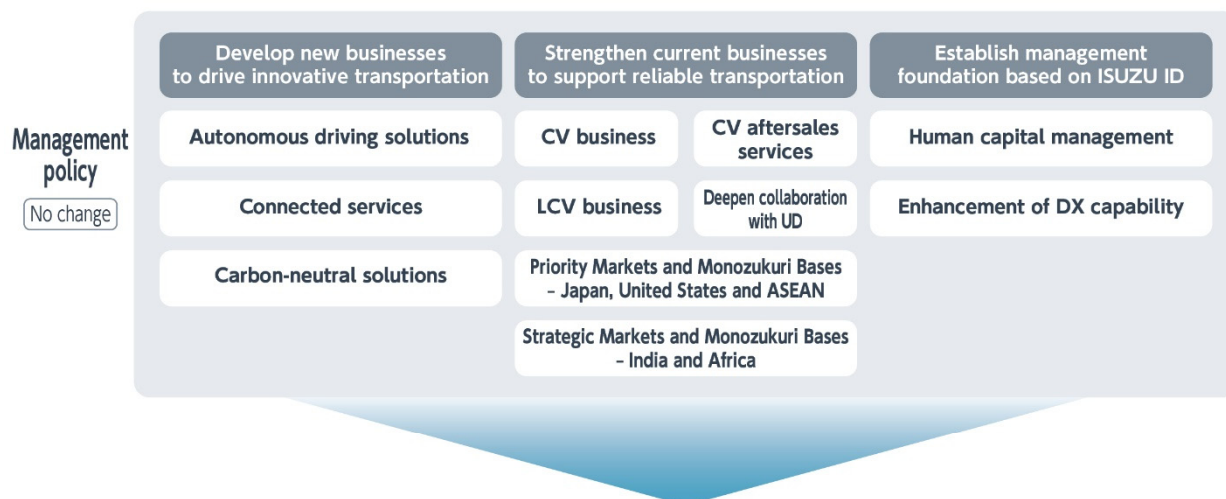 Management
policy
No change
Develop new businesses
to drive innovative transportation
Autonomous driving solutions
Connected services
Carbon-neutral solutions
Strengthen current businesses
to support reliable transportation
CV business
CV aftersales
services
LCV business
Deepen collaboration
with UD
Priority Markets and Monozukuri Bases
– Japan, United States and ASEAN
Strategic Markets and Monozukuri Bases
– India and Africa
Establish management
foundation based on ISUZU ID
Human capital management
Enhancement of DX capability